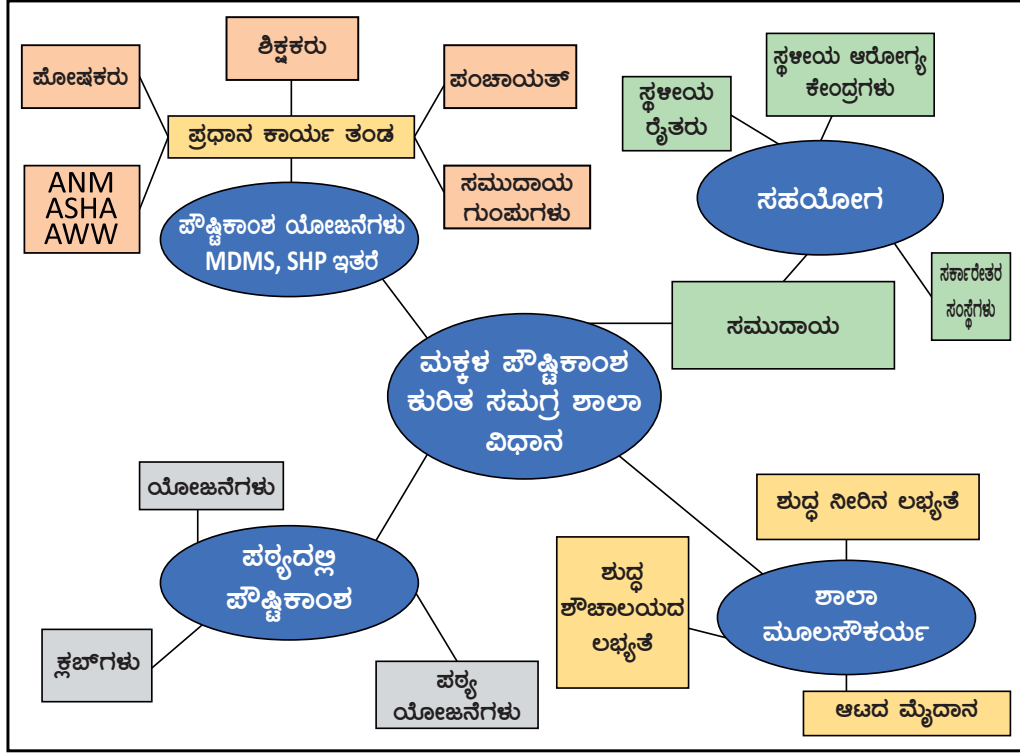 ಶಿಕ್ಷಕರು
ಪೋಷಕರು
ಪಂಚಾಯತ್
ಪ್ರಧಾನ ಕಾರ್ಯ ತಂಡ
ANM
ASHA
AWW
ಸಮುದಾಯ
ಗುಂಪುಗಳು
ಪೌಷ್ಟಿಕಾಂಶ ಯೋಜನೆಗಳು
MDMS, SHP ಇತರೆ
ಸ್ಥಳೀಯ ಆರೋಗ್ಯ
ಕೇಂದ್ರಗಳು
ಸ್ಥಳೀಯ
ರೈತರು
ಸಹಯೋಗ
ಸರ್ಕಾರೇತರ
ಸಂಸ್ಥೆಗಳು
ಸಮುದಾಯ
ಮಕ್ಕಳ ಪೌಷ್ಟಿಕಾಂಶ
ಕುರಿತ ಸಮಗ್ರ ಶಾಲಾ
ವಿಧಾನ
ಯೋಜನೆಗಳು
ಪಠ್ಯದಲ್ಲಿ
ಪೌಷ್ಟಿಕಾಂಶ
ಕ್ಲಬ್‌ಗಳು
ಪಠ್ಯ
ಯೋಜನೆಗಳು
ಶುದ್ಧ ನೀರಿನ ಲಭ್ಯತೆ
ಶುದ್ಧ
ಶೌಚಾಲಯದ
ಲಭ್ಯತೆ
ಶಾಲಾ
ಮೂಲಸೌಕರ್ಯ
ಆಟದ ಮೈದಾನ